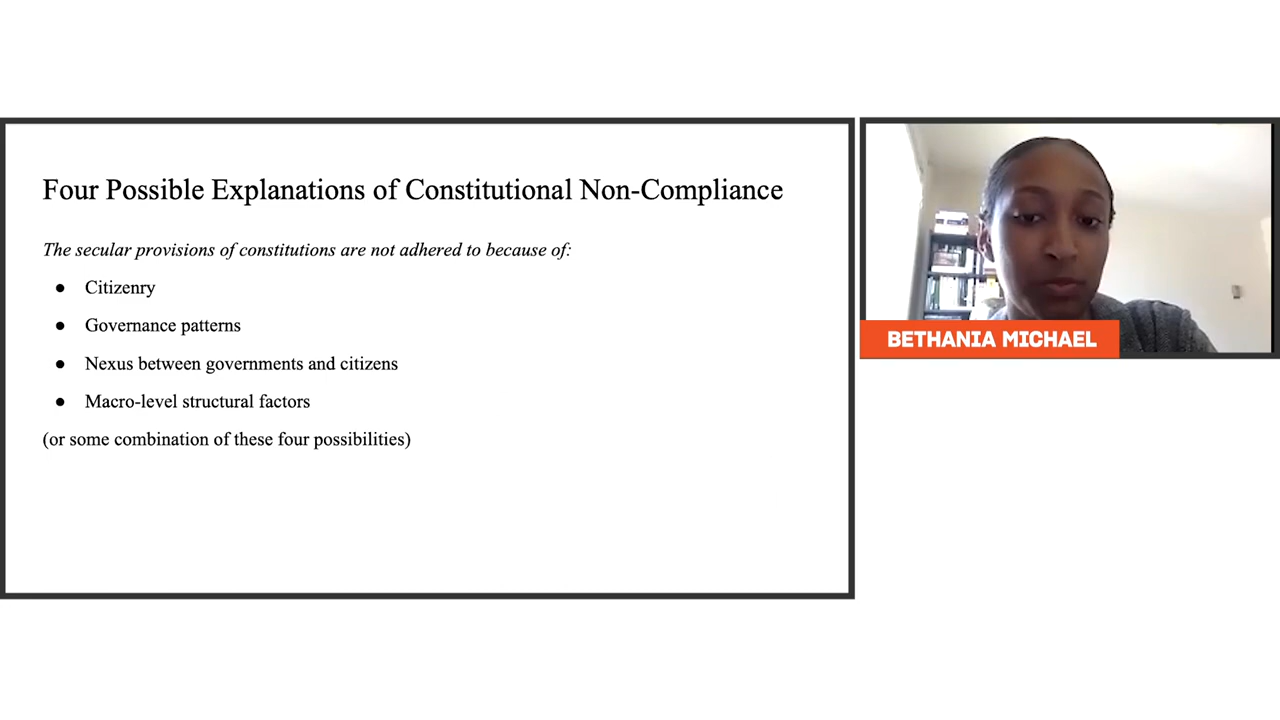 Four Possible Explanations of Constitutional Non-Compliance
The secular provisions of constitutions are not adhered to because of:
● Citizenry
● Governance patterns
● Nexus between governments and citizens
● Macro-level structural factors
(or some combination of these four possibilities)
BETHANIA MICHAEL